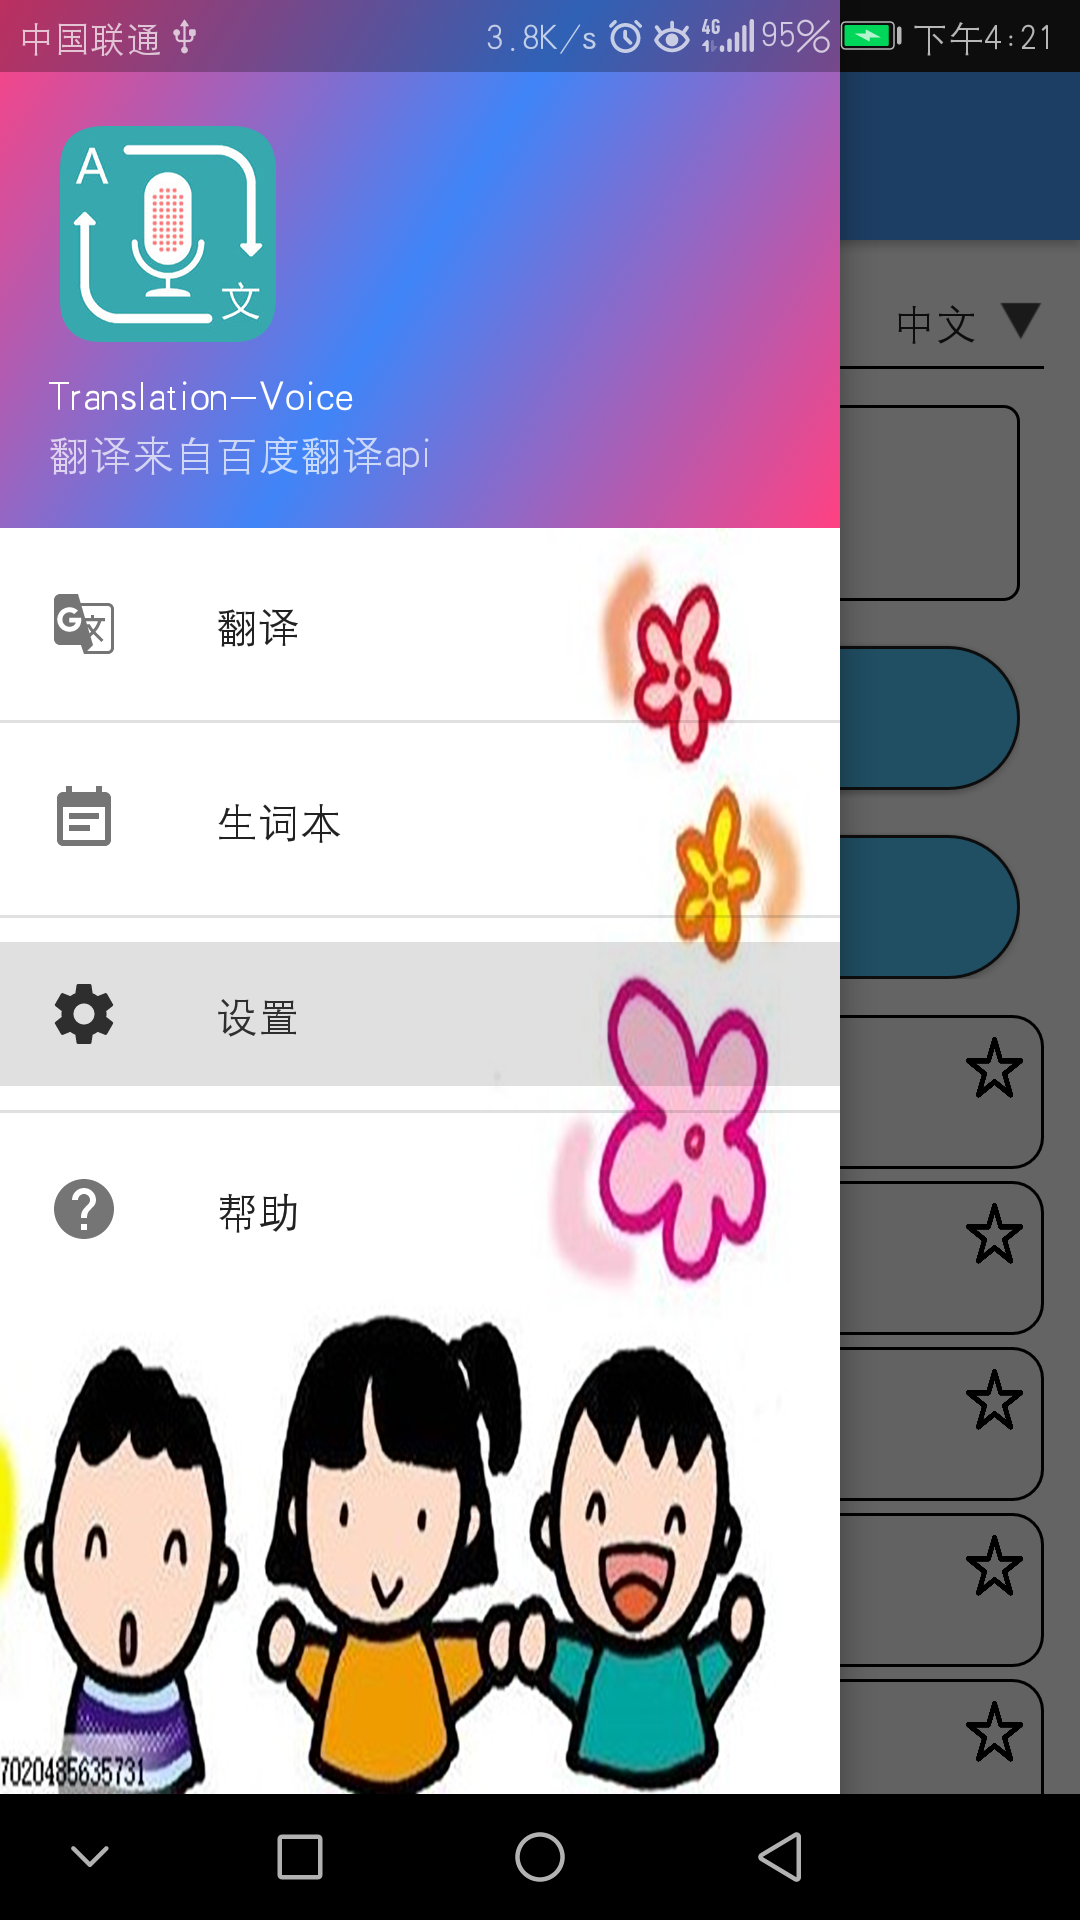 中国联通 3.8K/s 4G 1 95% 下午4:21
A
文
Translation—Voice
翻译来自百度翻译api
中文 ▼
G文 翻译
生词本
设置
? 帮助
7020485635731